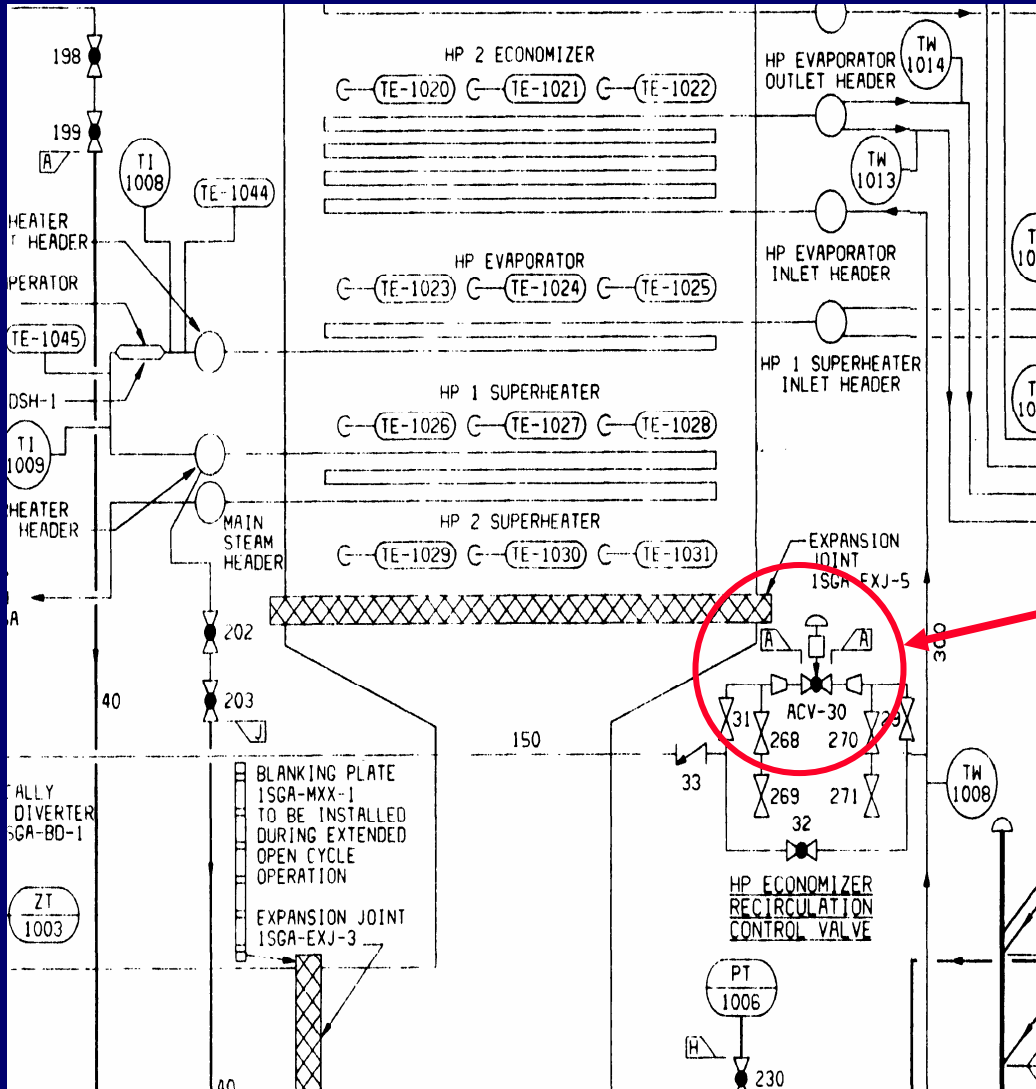 198
HP 2 ECONOMIZER
HP EVAPORATOR
OUTLET HEADER
TW
1014
C TE-1020 C TE-1021 C TE-1022
199
A
TI
1008
TE-1044
TW
1013
HEATER
HEADER
HP EVAPORATOR
HP EVAPORATOR
INLET HEADER
PERATOR
C TE-1023 C TE-1024 C TE-1025
TE-1045
HP 1 SUPERHEATER
INLET HEADER
DSH-1
HP 1 SUPERHEATER
TI
1009
C TE-1026 C TE-1027 C TE-1028
HEATER
HEADER
MAIN
STEAM
HEADER
HP 2 SUPERHEATER
EXPANSION
JOINT
1SGA-EXJ-5
C TE-1029 C TE-1030 C TE-1031
202
A
A
300
40
203
J
ACV-30
31
268
270
29
150
33
269
271
32
TW
1008
BLANKING PLATE
1SGA-MXX-1
TO BE INSTALLED
DURING EXTENDED
OPEN CYCLE
OPERATION
DIVERTER
SGA-BD-1
HP ECONOMIZER
RECIRCULATION
CONTROL VALVE
ZT
1003
EXPANSION JOINT
1SGA-EXJ-3
PT
1006
H
230